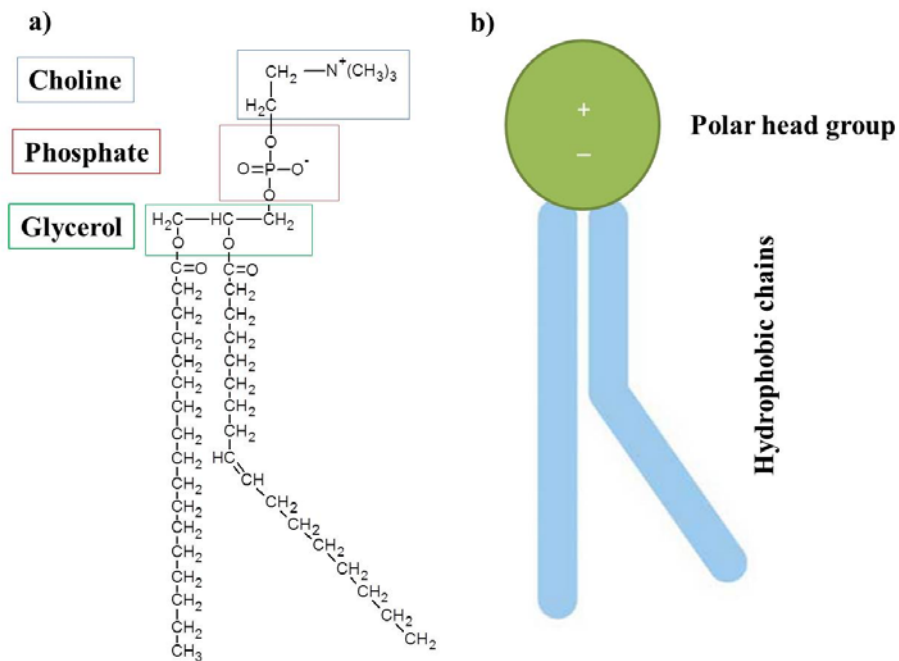 a)
b)
Choline
CH₂—N⁺(CH₃)₃
H₂C
Phosphate
O
O=P—O⁻
O
Glycerol
H₂C—HC—CH₂
O O
C=O C=O
CH₂ CH₂
CH₂ CH₂
CH₂ CH₂
CH₂ CH₂
CH₂ CH₂
CH₂ CH₂
CH₂ CH₂
CH₂ HC
CH₂ CH
CH₂ CH₂
CH₂ CH₂
CH₂ CH₂
CH₂ CH₂
CH₂
CH₂ CH₂
CH₂ CH₂
CH₂
CH₃
+
−
Polar head group
Hydrophobic chains